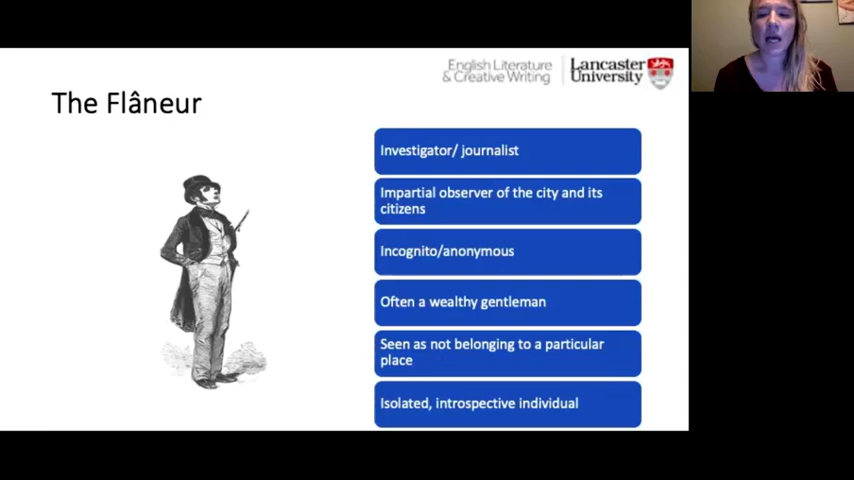 English Literature
& Creative Writing
Lancaster
University
The Flâneur
Investigator/ journalist
Impartial observer of the city and its
citizens
Incognito/anonymous
Often a wealthy gentleman
Seen as not belonging to a particular
place
Isolated, introspective individual